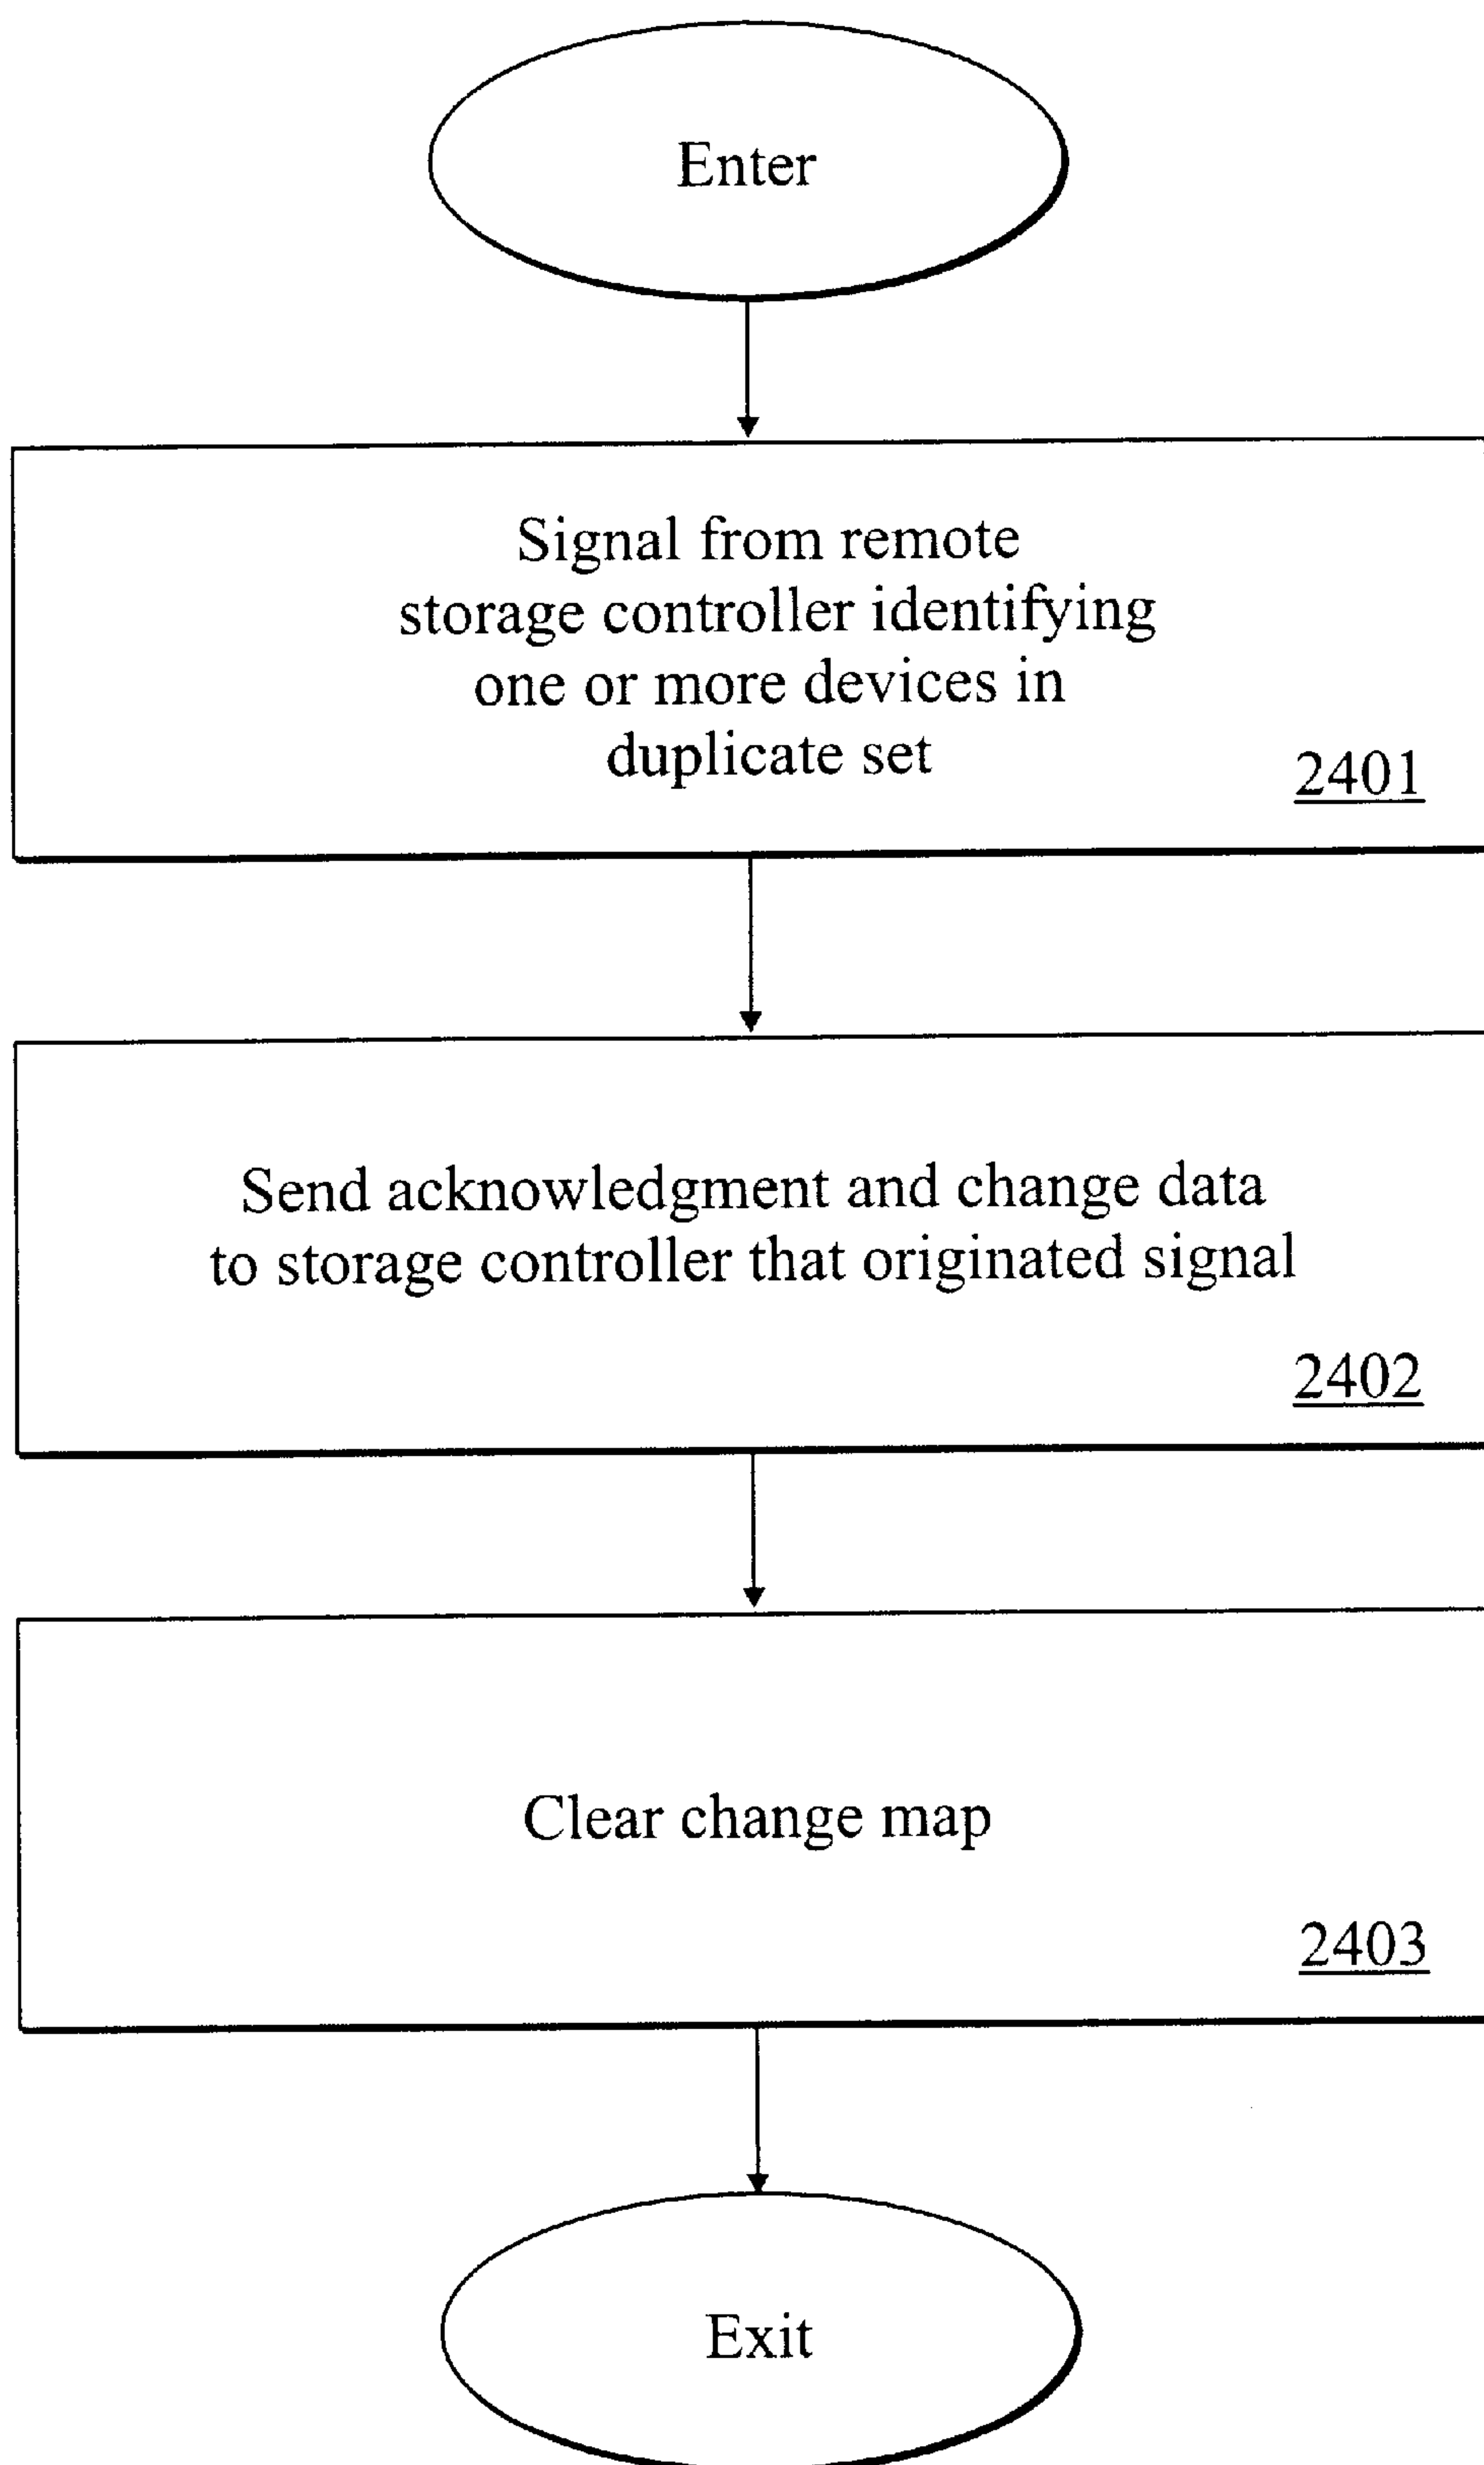 Enter
Signal from remote
storage controller identifying
one or more devices in
duplicate set
2401
Send acknowledgment and change data
to storage controller that originated signal
2402
Clear change map
2403
Exit